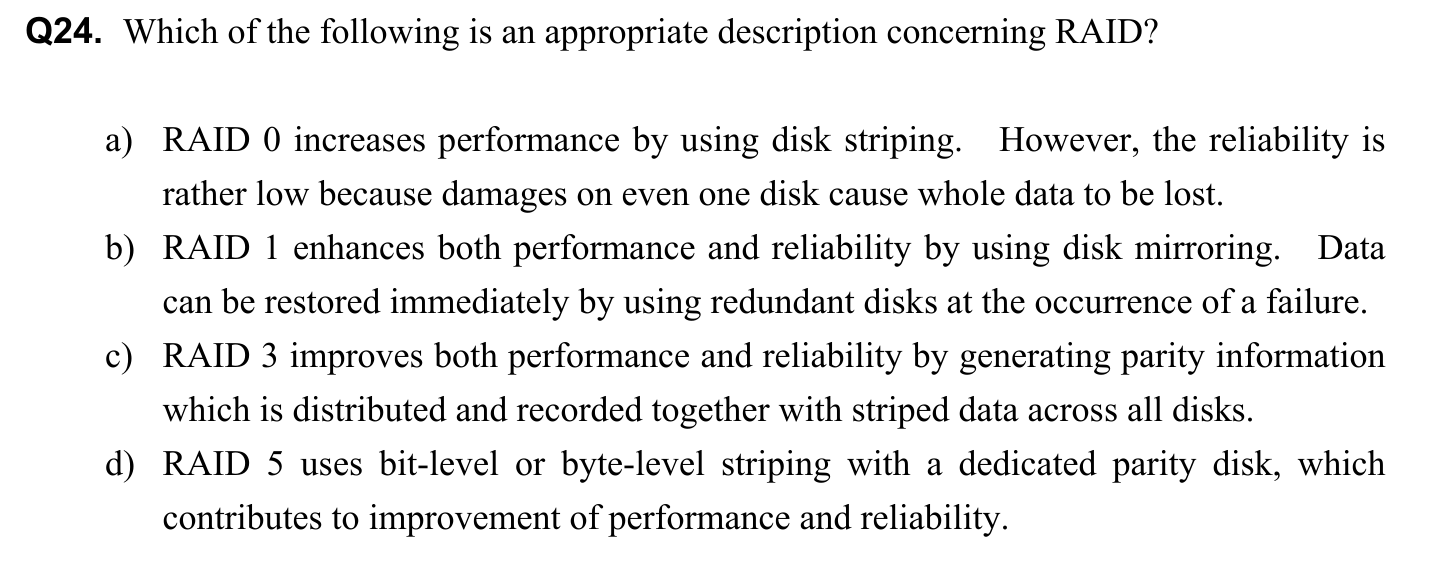 Q24. Which of the following is an appropriate description concerning RAID?
a) RAID 0 increases performance by using disk striping. However, the reliability is
rather low because damages on even one disk cause whole data to be lost.
b) RAID 1 enhances both performance and reliability by using disk mirroring. Data
can be restored immediately by using redundant disks at the occurrence of a failure.
c) RAID 3 improves both performance and reliability by generating parity information
which is distributed and recorded together with striped data across all disks.
d) RAID 5 uses bit-level or byte-level striping with a dedicated parity disk, which
contributes to improvement of performance and reliability.